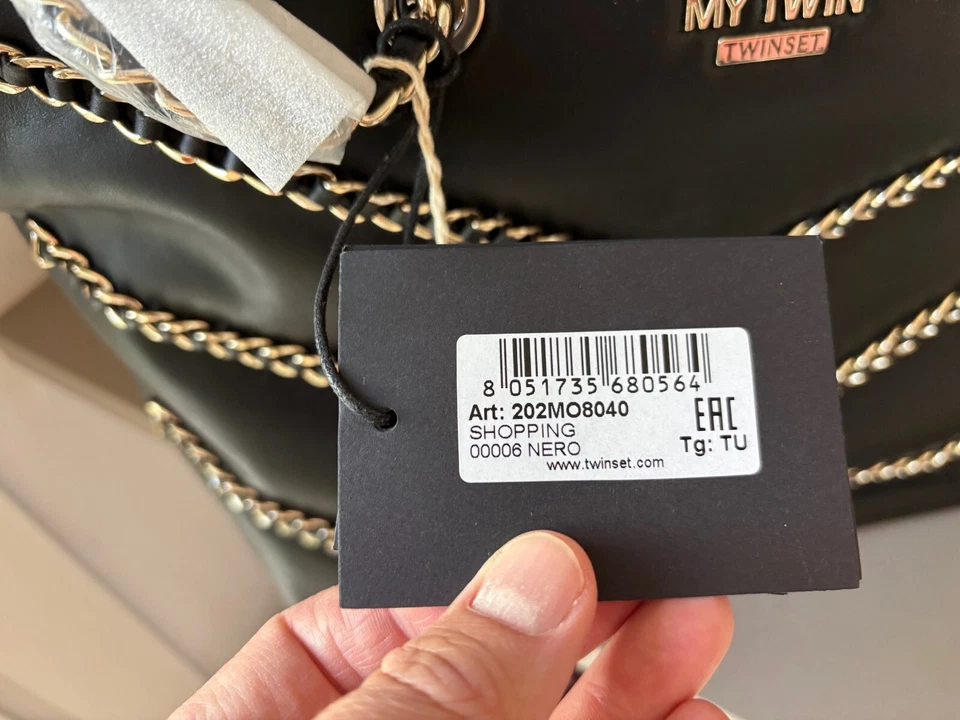 MY TWIN
TWINSET
8 051735 680564
Art: 202MO8040
SHOPPING
00006 NERO
EAC
Tg: TU
www.twinset.com